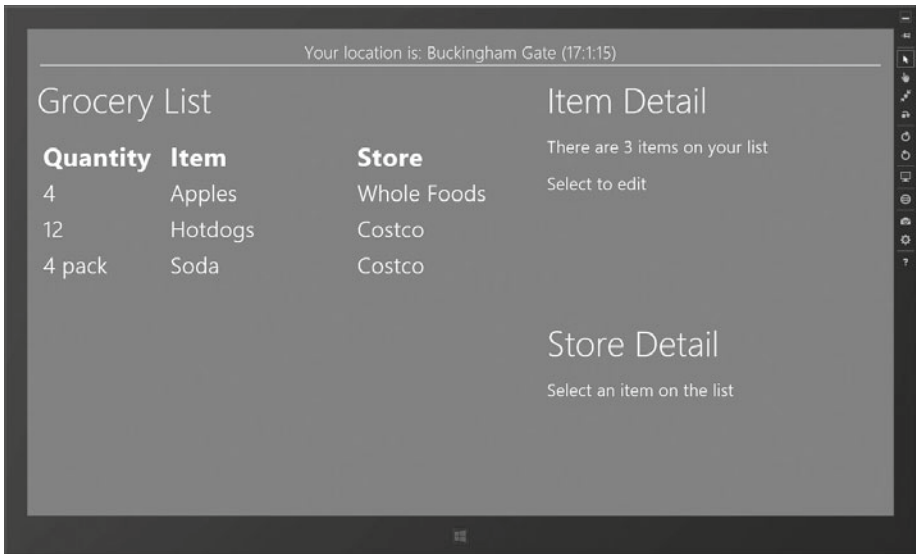 Your location is: Buckingham Gate (17:1:15)
Grocery List
Quantity Item Store
4 Apples Whole Foods
12 Hotdogs Costco
4 pack Soda Costco
Item Detail
There are 3 items on your list
Select to edit
Store Detail
Select an item on the list